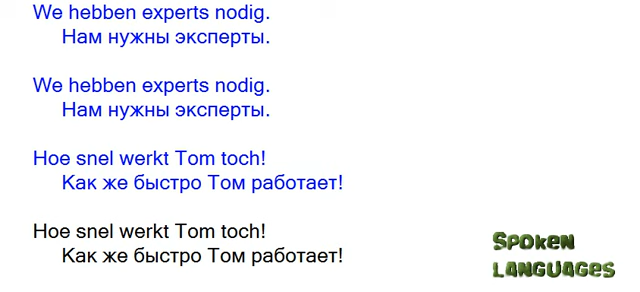 We hebben experts nodig.
Нам нужны эксперты.
We hebben experts nodig.
Нам нужны эксперты.
Hoe snel werkt Tom toch!
Как же быстро Том работает!
Hoe snel werkt Tom toch!
Как же быстро Том работает!
Spoken
Languages